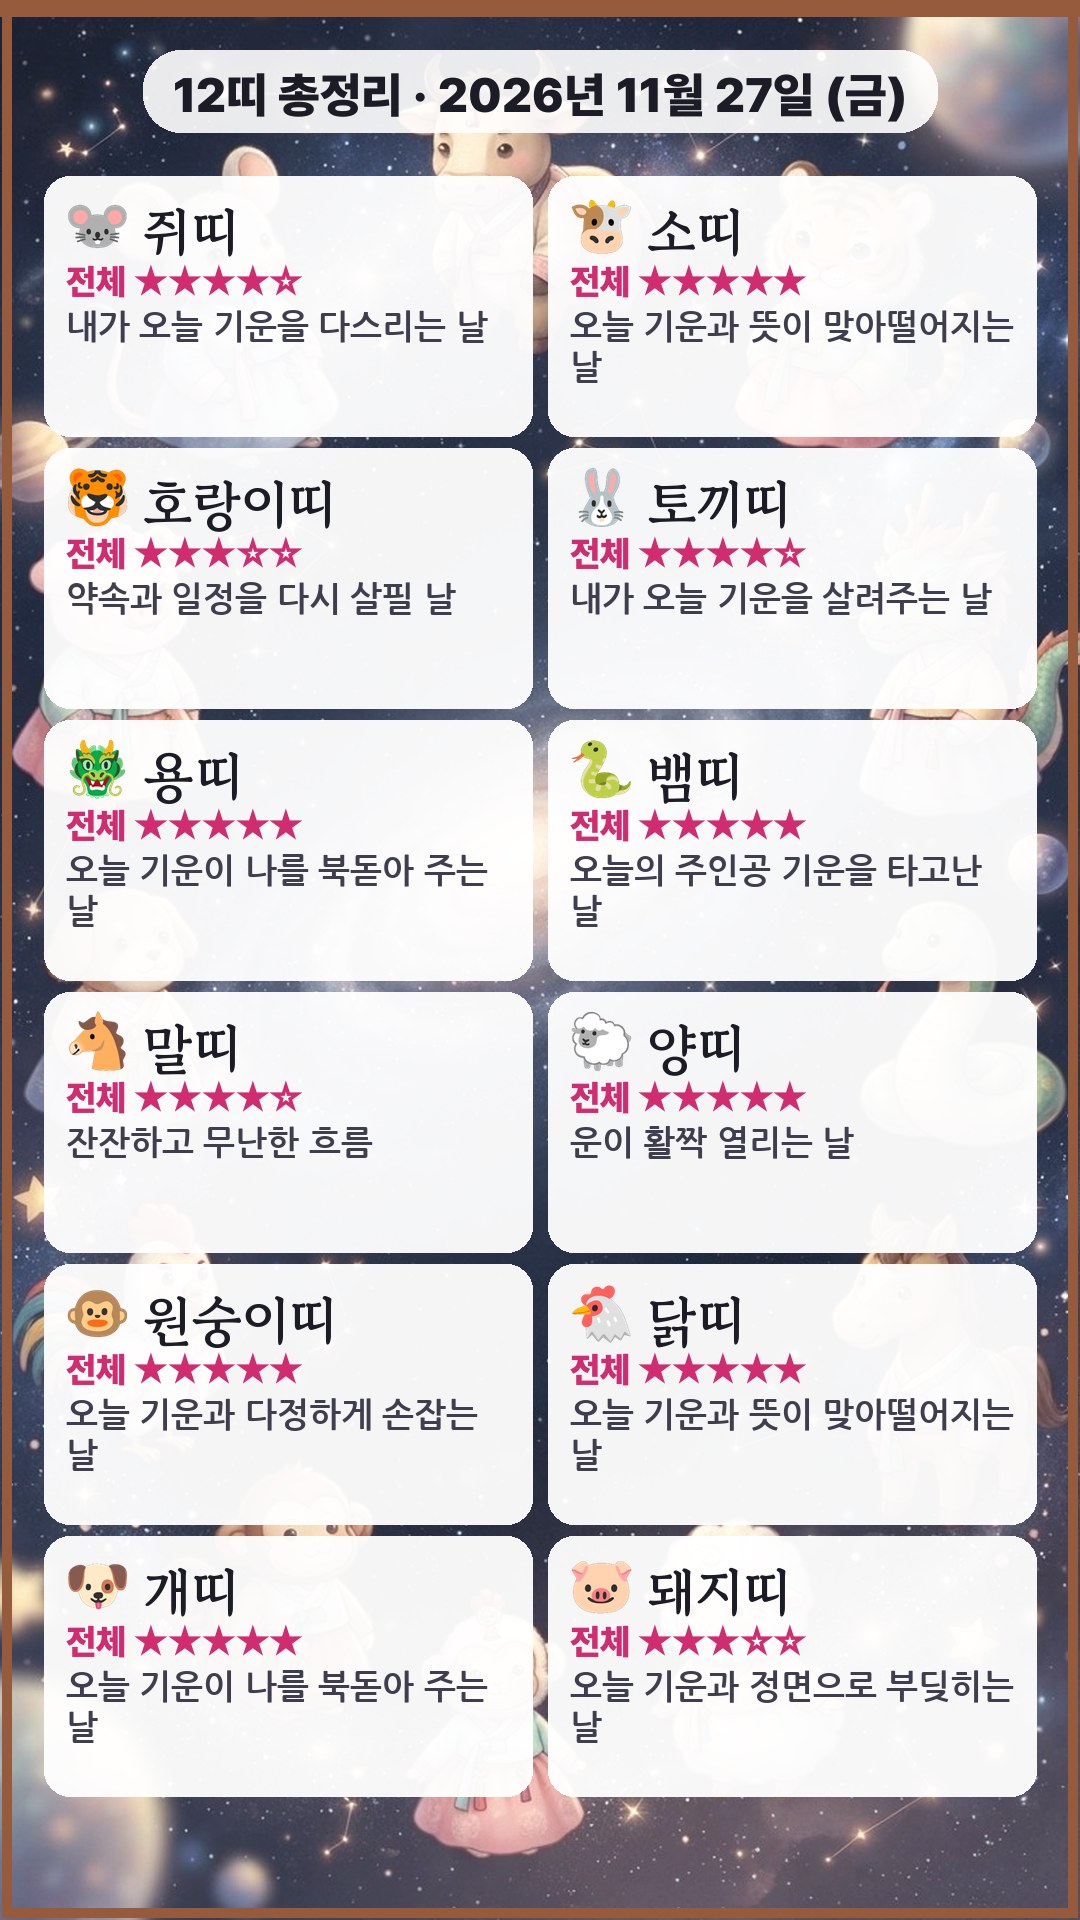 12띠 총정리 · 2026년 11월 27일 (금)
쥐띠
전체 ★★★★☆
내가 오늘 기운을 다스리는 날
소띠
전체 ★★★★★
오늘 기운과 뜻이 맞아떨어지는
날
호랑이띠
전체 ★★★☆☆
약속과 일정을 다시 살필 날
토끼띠
전체 ★★★★☆
내가 오늘 기운을 살려주는 날
용띠
전체 ★★★★★
오늘 기운이 나를 북돋아 주는
날
뱀띠
전체 ★★★★★
오늘의 주인공 기운을 타고난
날
말띠
전체 ★★★★☆
잔잔하고 무난한 흐름
양띠
전체 ★★★★★
운이 활짝 열리는 날
원숭이띠
전체 ★★★★★
오늘 기운과 다정하게 손잡는
날
닭띠
전체 ★★★★★
오늘 기운과 뜻이 맞아떨어지는
날
개띠
전체 ★★★★★
오늘 기운이 나를 북돋아 주는
날
돼지띠
전체 ★★★☆☆
오늘 기운과 정면으로 부딪히는
날